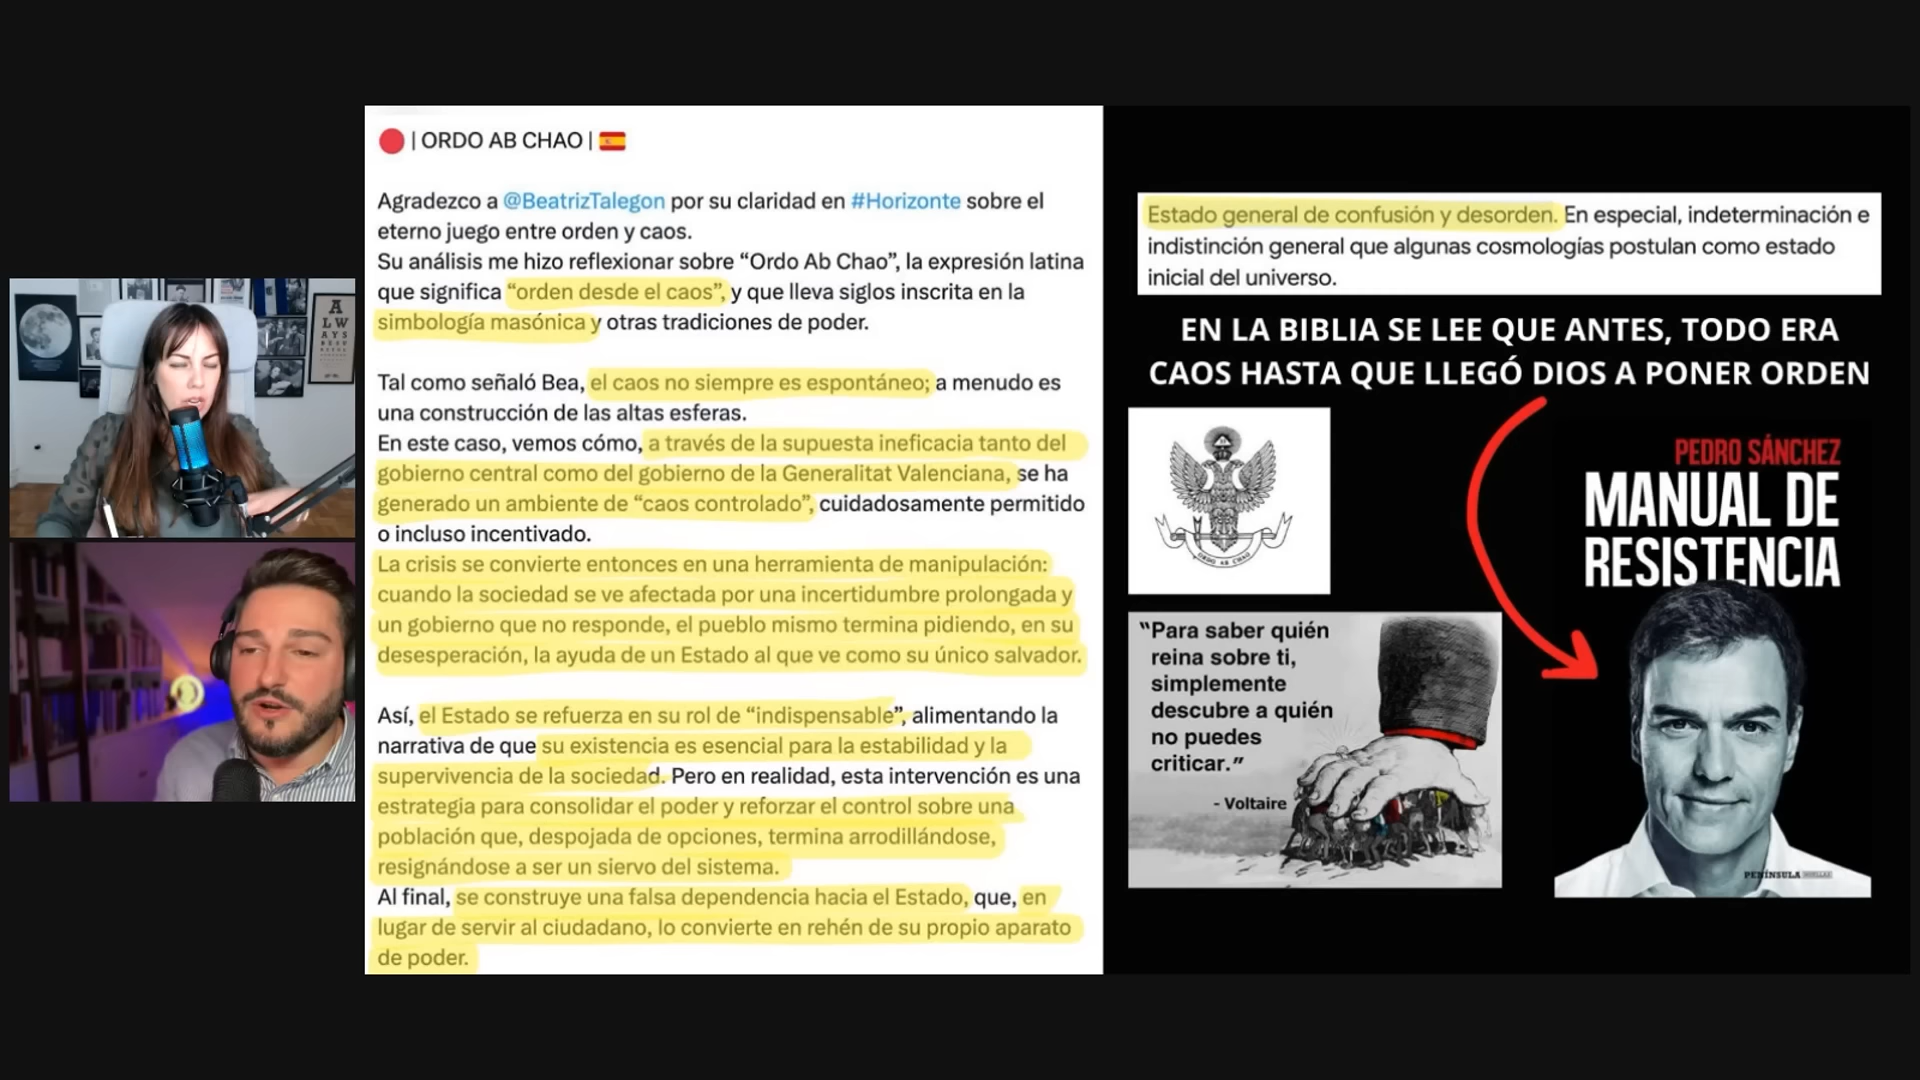 | ORDO AB CHAO |
Agradezco a @BeatrizTalegon por su claridad en #Horizonte sobre el
eterno juego entre orden y caos.
Su análisis me hizo reflexionar sobre “Ordo Ab Chao”, la expresión latina
que significa “orden desde el caos”, y que lleva siglos inscrita en la
simbología masónica y otras tradiciones de poder.
Tal como señaló Bea, el caos no siempre es espontáneo; a menudo es
una construcción de las altas esferas.
En este caso, vemos cómo, a través de la supuesta ineficacia tanto del
gobierno central como del gobierno de la Generalitat Valenciana, se ha
generado un ambiente de “caos controlado”, cuidadosamente permitido
o incluso incentivado.
La crisis se convierte entonces en una herramienta de manipulación:
cuando la sociedad se ve afectada por una incertidumbre prolongada y
un gobierno que no responde, el pueblo mismo termina pidiendo, en su
desesperación, la ayuda de un Estado al que ve como su único salvador.
Así, el Estado se refuerza en su rol de “indispensable”, alimentando la
narrativa de que su existencia es esencial para la estabilidad y la
supervivencia de la sociedad. Pero en realidad, esta intervención es una
estrategia para consolidar el poder y reforzar el control sobre una
población que, despojada de opciones, termina arrodillándose,
resignándose a ser un siervo del sistema.
Al final, se construye una falsa dependencia hacia el Estado, que, en
lugar de servir al ciudadano, lo convierte en rehén de su propio aparato
de poder.
Estado general de confusión y desorden. En especial, indeterminación e
indistinción general que algunas cosmologías postulan como estado
inicial del universo.
EN LA BIBLIA SE LEE QUE ANTES, TODO ERA
CAOS HASTA QUE LLEGÓ DIOS A PONER ORDEN
ORDO AB CHAO
PEDRO SÁNCHEZ
MANUAL DE
RESISTENCIA
PENÍNSULA
“Para saber quién
reina sobre ti,
simplemente
descubre a quién
no puedes
criticar.”
- Voltaire
A
L W
A Y S